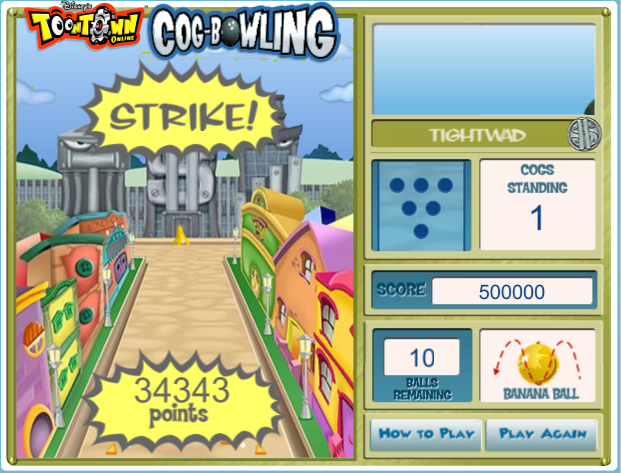 Disney's
TOONTOWN
ONLINE
COG-BOWLING
STRIKE!
34343
points
TIGHTWAD
COGS
STANDING
1
SCORE 500000
10
BALLS
REMAINING
BANANA BALL
HOW TO PLAY
PLAY AGAIN